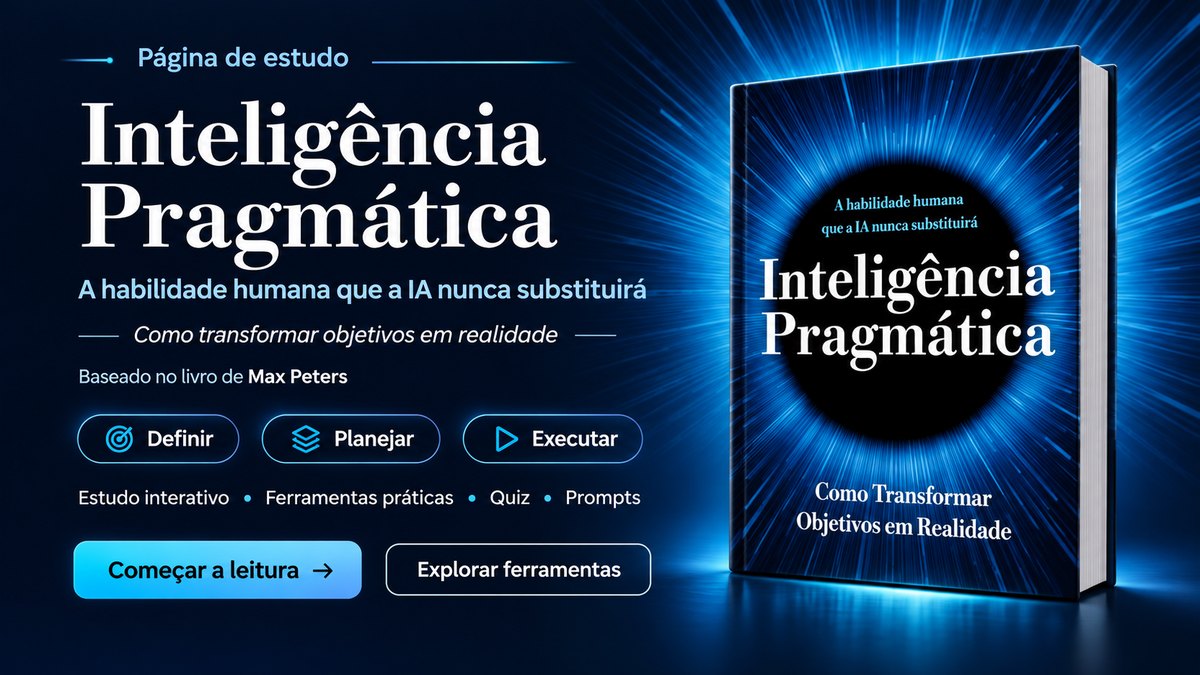 Página de estudo
Inteligência
Pragmática
A habilidade humana que a IA nunca substituirá
Como transformar objetivos em realidade
Baseado no livro de Max Peters
Definir
Planejar
Executar
Estudo interativo • Ferramentas práticas • Quiz • Prompts
Começar a leitura →
Explorar ferramentas
A habilidade humana
que a IA nunca substituirá
Inteligência
Pragmática
Como Transformar
Objetivos em Realidade